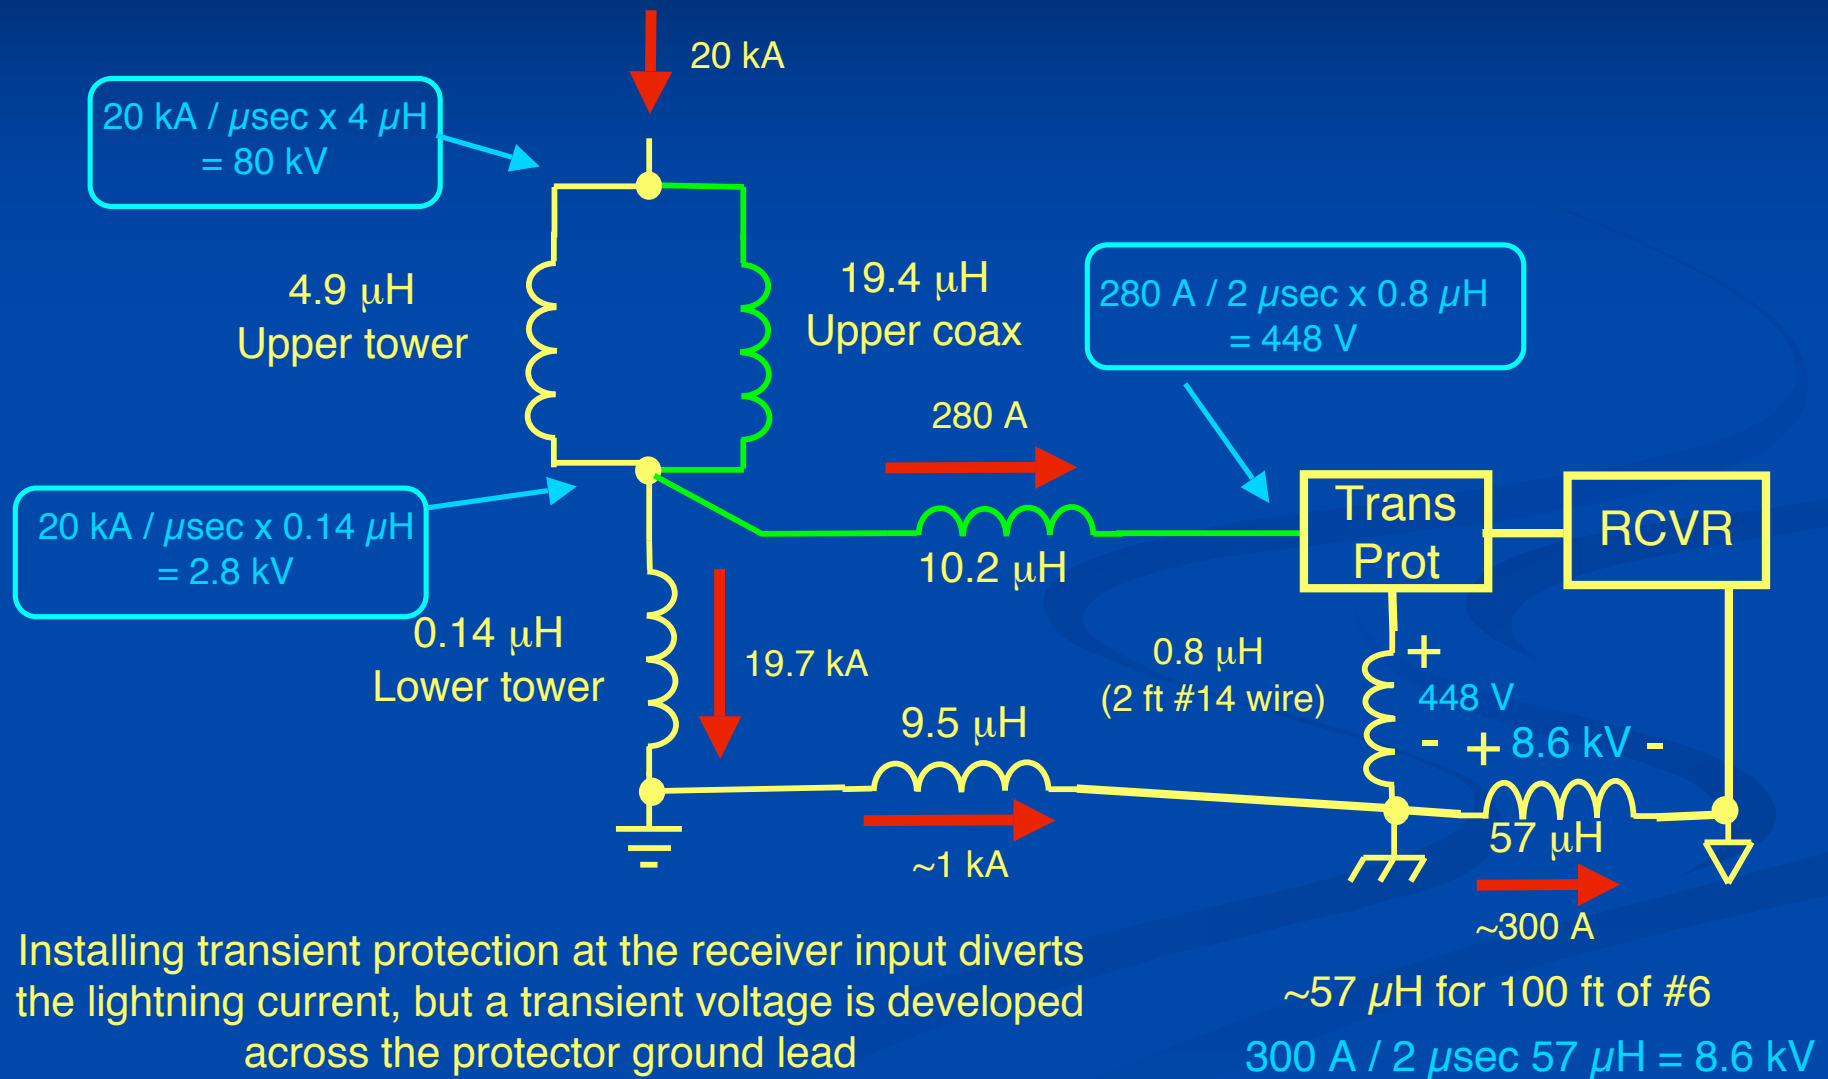 20 kA
20 kA / µsec x 4 µH
= 80 kV
4.9 µH
Upper tower
19.4 µH
Upper coax
280 A / 2 µsec x 0.8 µH
= 448 V
280 A
20 kA / µsec x 0.14 µH
= 2.8 kV
10.2 µH
Trans
Prot
RCVR
0.14 µH
Lower tower
19.7 kA
0.8 µH
(2 ft #14 wire)
+
448 V
-
+ 8.6 kV -
9.5 µH
~1 kA
57 µH
~300 A
Installing transient protection at the receiver input diverts
the lightning current, but a transient voltage is developed
across the protector ground lead
~57 µH for 100 ft of #6
300 A / 2 µsec 57 µH = 8.6 kV